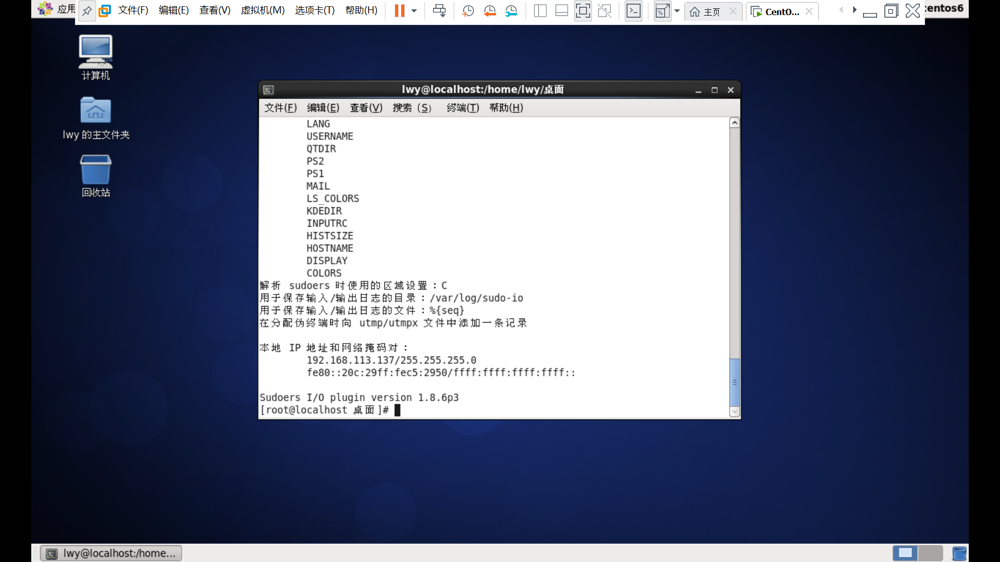 应用
文件(F) 编辑(E) 查看(V) 虚拟机(M) 选项卡(T) 帮助(H)
主页
CentO...
entos6
计算机
lwy 的主文件夹
回收站
lwy@localhost:/home/lwy/桌面
文件(F) 编辑(E) 查看(V) 搜索 (S) 终端(T) 帮助(H)
LANG
USERNAME
QTDIR
PS2
PS1
MAIL
LS_COLORS
KDEDIR
INPUTRC
HISTSIZE
HOSTNAME
DISPLAY
COLORS
解析 sudoers 时使用的区域设置：C
用于保存输入/输出日志的目录：/var/log/sudo-io
用于保存输入/输出日志的文件：%{seq}
在分配伪终端时向 utmp/utmpx 文件中添加一条记录
本地 IP 地址和网络掩码对：
192.168.113.137/255.255.255.0
fe80::20c:29ff:fec5:2950/ffff:ffff:ffff:ffff::
Sudoers I/O plugin version 1.8.6p3
[root@localhost 桌面]#
lwy@localhost:/home...